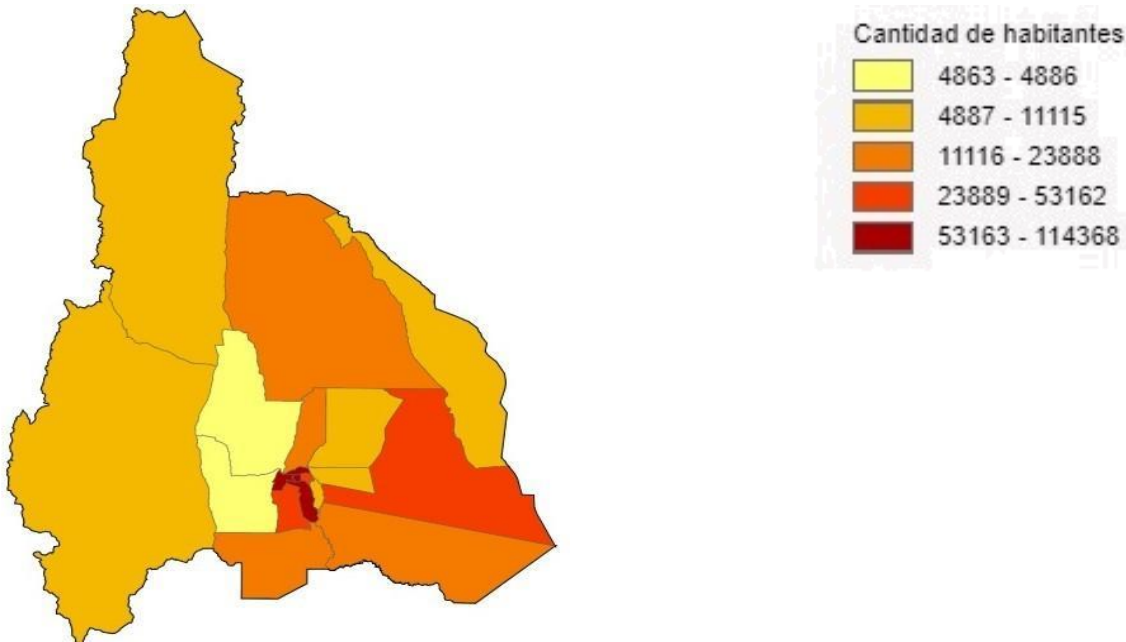 Cantidad de habitantes
4863 - 4886
4887 - 11115
11116 - 23888
23889 - 53162
53163 - 114368